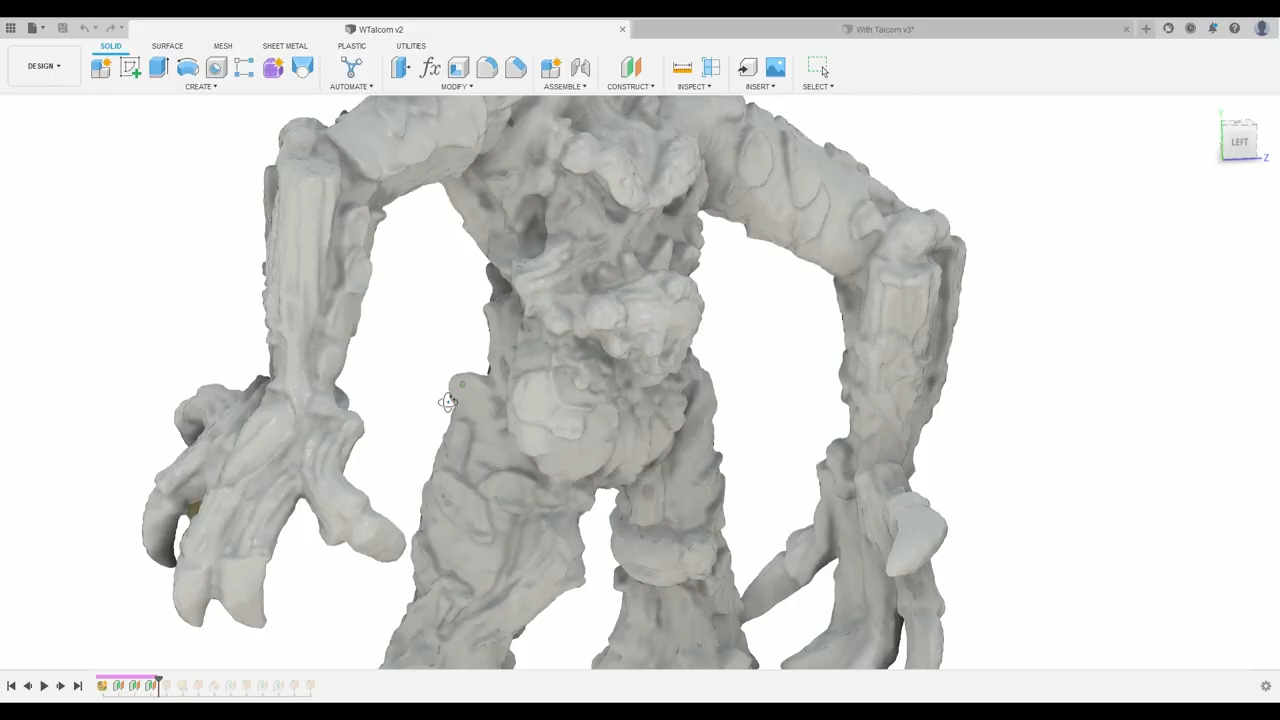 WTalcom v2
With Talcom v3*
DESIGN
SOLID SURFACE MESH SHEET METAL PLASTIC UTILITIES
fx
CREATE AUTOMATE MODIFY ASSEMBLE CONSTRUCT INSPECT INSERT SELECT
LEFT
Z